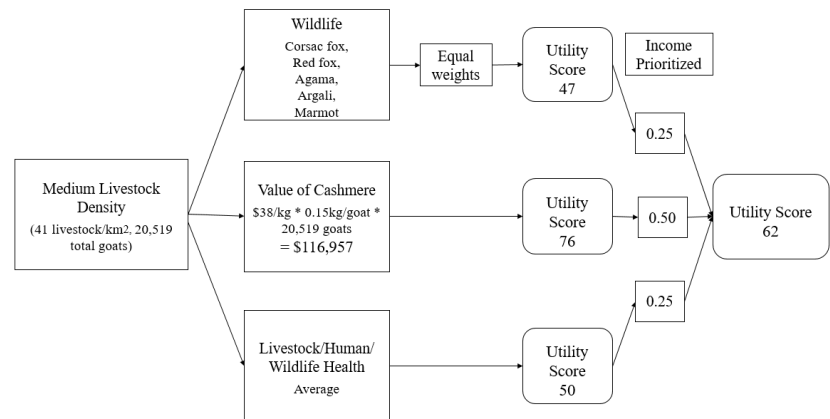 Wildlife
Corsac fox,
Red fox,
Agama,
Argali,
Marmot
Equal
weights
Utility
Score
47
Income
Prioritized
0.25
Medium Livestock
Density
(41 livestock/km2, 20,519
total goats)
Value of Cashmere
$38/kg * 0.15kg/goat *
20,519 goats
= $116,957
Utility
Score
76
0.50
Utility Score
62
Livestock/Human/
Wildlife Health
Average
Utility
Score
50
0.25